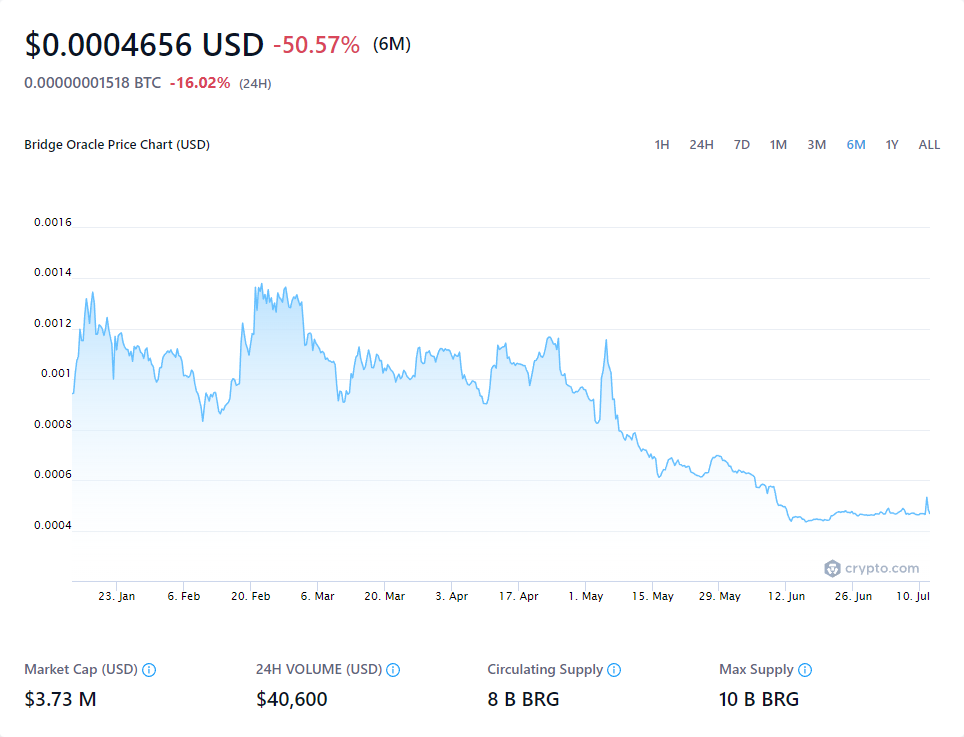 $0.0004656 USD -50.57% (6M)
0.00000001518 BTC -16.02% (24H)
Bridge Oracle Price Chart (USD) 1H 24H 7D 1M 3M 6M 1Y ALL
0.0016
0.0014
0.0012
0.001
0.0008
0.0006
0.0004
crypto.com
23. Jan 6. Feb 20. Feb 6. Mar 20. Mar 3. Apr 17. Apr 1. May 15. May 29. May 12. Jun 26. Jun 10. Jul
Market Cap (USD) 24H VOLUME (USD) Circulating Supply Max Supply
$3.73 M $40,600 8 B BRG 10 B BRG